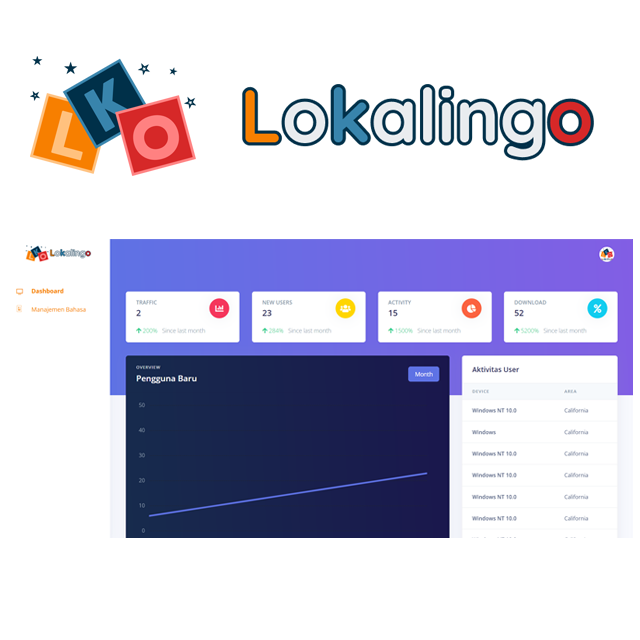 L K O
Lokalingo
LKO Lokalingo
Dashboard
Manajemen Bahasa
TRAFFIC
2
200% Since last month
NEW USERS
23
284% Since last month
ACTIVITY
15
1500% Since last month
DOWNLOAD
52
5200% Since last month
OVERVIEW
Pengguna Baru
Month
50
40
30
20
10
0
Aktivitas User
DEVICE AREA
Windows NT 10.0 California
Windows California
Windows NT 10.0 California
Windows NT 10.0 California
Windows NT 10.0 California
Windows NT 10.0 California